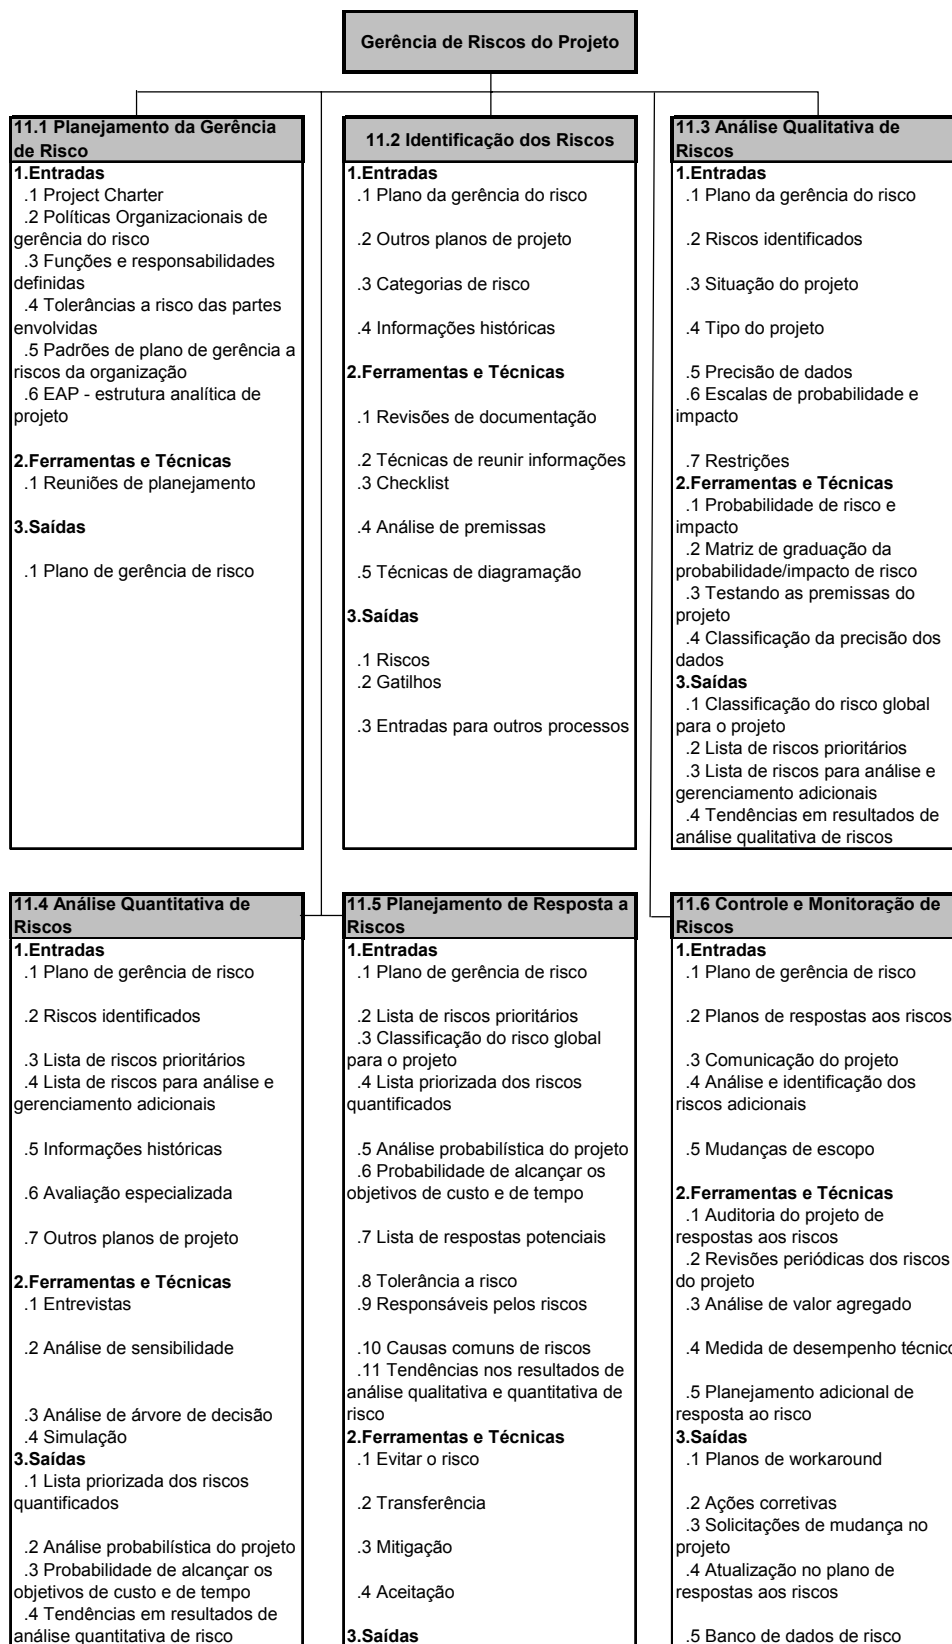 Gerência de Riscos do Projeto
11.1 Planejamento da Gerência
de Risco
1.Entradas
.1 Project Charter
.2 Políticas Organizacionais de
gerência do risco
.3 Funções e responsabilidades
definidas
.4 Tolerâncias a risco das partes
envolvidas
.5 Padrões de plano de gerência a
riscos da organização
.6 EAP - estrutura analítica de
projeto
2.Ferramentas e Técnicas
.1 Reuniões de planejamento
3.Saídas
.1 Plano de gerência de risco
11.2 Identificação dos Riscos
1.Entradas
.1 Plano da gerência do risco
.2 Outros planos de projeto
.3 Categorias de risco
.4 Informações históricas
2.Ferramentas e Técnicas
.1 Revisões de documentação
.2 Técnicas de reunir informações
.3 Checklist
.4 Análise de premissas
.5 Técnicas de diagramação
3.Saídas
.1 Riscos
.2 Gatilhos
.3 Entradas para outros processos
11.3 Análise Qualitativa de
Riscos
1.Entradas
.1 Plano da gerência do risco
.2 Riscos identificados
.3 Situação do projeto
.4 Tipo do projeto
.5 Precisão de dados
.6 Escalas de probabilidade e
impacto
.7 Restrições
2.Ferramentas e Técnicas
.1 Probabilidade de risco e
impacto
.2 Matriz de graduação da
probabilidade/impacto de risco
.3 Testando as premissas do
projeto
.4 Classificação da precisão dos
dados
3.Saídas
.1 Classificação do risco global
para o projeto
.2 Lista de riscos prioritários
.3 Lista de riscos para análise e
gerenciamento adicionais
.4 Tendências em resultados de
análise qualitativa de riscos
11.4 Análise Quantitativa de
Riscos
1.Entradas
.1 Plano de gerência de risco
.2 Riscos identificados
.3 Lista de riscos prioritários
.4 Lista de riscos para análise e
gerenciamento adicionais
.5 Informações históricas
.6 Avaliação especializada
.7 Outros planos de projeto
2.Ferramentas e Técnicas
.1 Entrevistas
.2 Análise de sensibilidade
.3 Análise de árvore de decisão
.4 Simulação
3.Saídas
.1 Lista priorizada dos riscos
quantificados
.2 Análise probabilística do projeto
.3 Probabilidade de alcançar os
objetivos de custo e de tempo
.4 Tendências em resultados de
análise quantitativa de risco
11.5 Planejamento de Resposta a
Riscos
1.Entradas
.1 Plano de gerência de risco
.2 Lista de riscos prioritários
.3 Classificação do risco global
para o projeto
.4 Lista priorizada dos riscos
quantificados
.5 Análise probabilística do projeto
.6 Probabilidade de alcançar os
objetivos de custo e de tempo
.7 Lista de respostas potenciais
.8 Tolerância a risco
.9 Responsáveis pelos riscos
.10 Causas comuns de riscos
.11 Tendências nos resultados de
análise qualitativa e quantitativa de
risco
2.Ferramentas e Técnicas
.1 Evitar o risco
.2 Transferência
.3 Mitigação
.4 Aceitação
3.Saídas
11.6 Controle e Monitoração de
Riscos
1.Entradas
.1 Plano de gerência de risco
.2 Planos de respostas aos riscos
.3 Comunicação do projeto
.4 Análise e identificação dos
riscos adicionais
.5 Mudanças de escopo
2.Ferramentas e Técnicas
.1 Auditoria do projeto de
respostas aos riscos
.2 Revisões periódicas dos riscos
do projeto
.3 Análise de valor agregado
.4 Medida de desempenho técnico
.5 Planejamento adicional de
resposta ao risco
3.Saídas
.1 Planos de workaround
.2 Ações corretivas
.3 Solicitações de mudança no
projeto
.4 Atualização no plano de
respostas aos riscos
.5 Banco de dados de risco